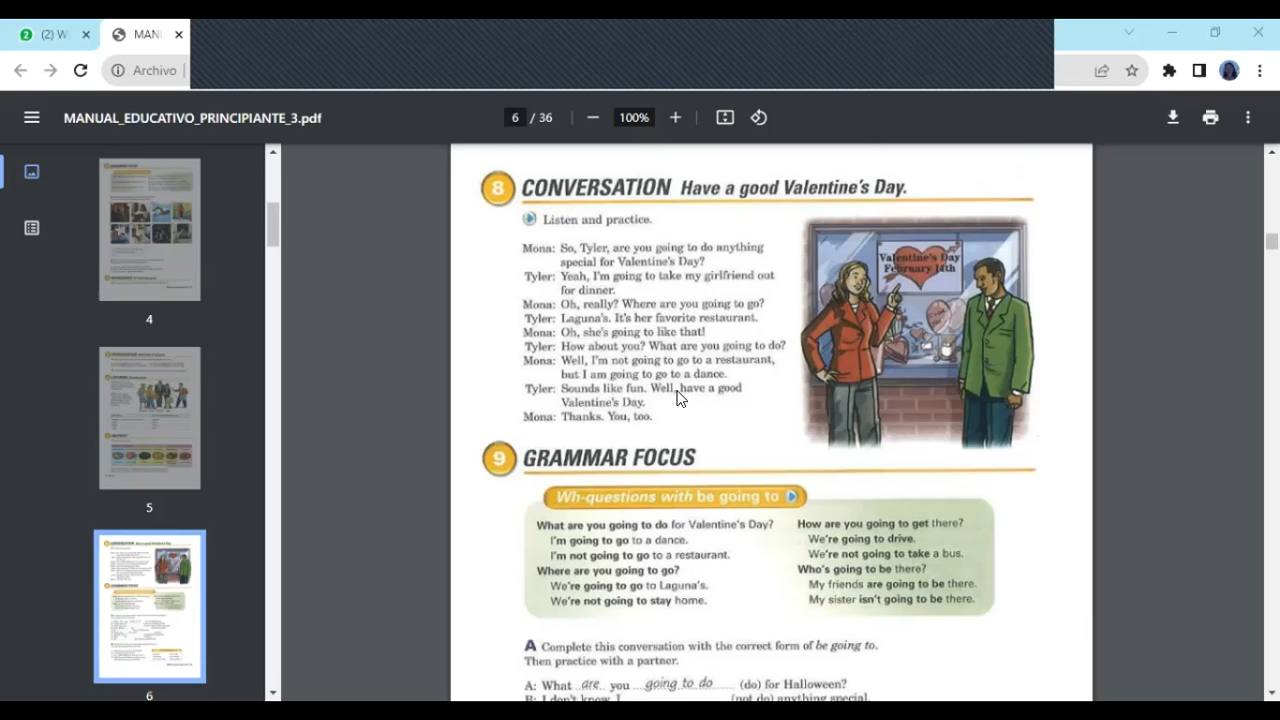 2
(2) W
MAN
Archivo
MANUAL_EDUCATIVO_PRINCIPIANTE_3.pdf
6 / 36
100%
4
5
6
8 CONVERSATION Have a good Valentine's Day.
Listen and practice.
Mona: So, Tyler, are you going to do anything
special for Valentine's Day?
Tyler: Yeah, I'm going to take my girlfriend out
for dinner.
Mona: Oh, really? Where are you going to go?
Tyler: Laguna's. It's her favorite restaurant.
Mona: Oh, she's going to like that!
Tyler: How about you? What are you going to do?
Mona: Well, I'm not going to go to a restaurant,
but I am going to go to a dance.
Tyler: Sounds like fun. Well, have a good
Valentine's Day.
Mona: Thanks. You, too.
Valentine's Day
February 14th
9 GRAMMAR FOCUS
Wh-questions with be going to
What are you going to do for Valentine's Day?
I'm going to go to a dance.
I'm not going to go to a restaurant.
Where are you going to go?
We're going to go to Laguna's.
We're not going to stay home.
How are you going to get there?
We're going to drive.
We're not going to take a bus.
Who's going to be there?
My friends are going to be there.
My sister isn't going to be there.
A Complete this conversation with the correct form of be going to.
Then practice with a partner.
A: What are you going to do (do) for Halloween?
B: I don't know. I (not do) anything special.